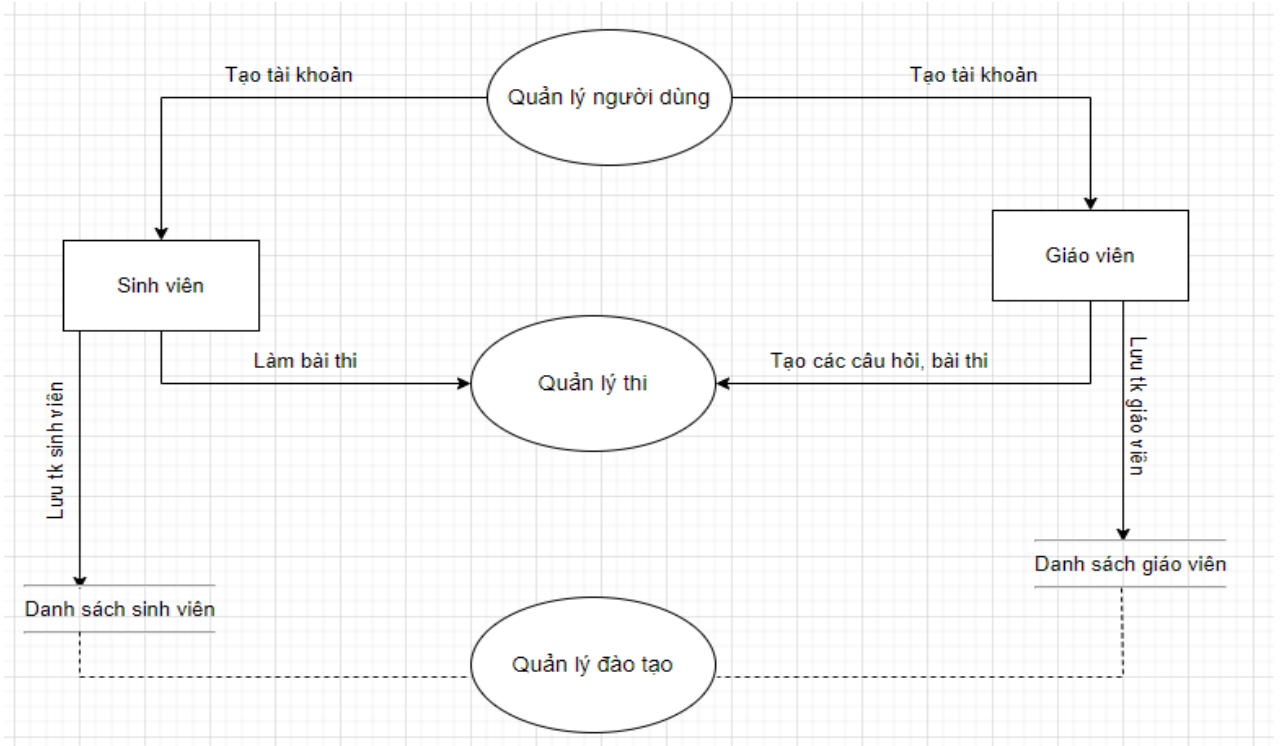 Quản lý người dùng
Tạo tài khoản
Tạo tài khoản
Sinh viên
Giáo viên
Làm bài thi
Quản lý thi
Tạo các câu hỏi, bài thi
Lưu tk sinh viên
Lưu tk giáo viên
Danh sách sinh viên
Danh sách giáo viên
Quản lý đào tạo